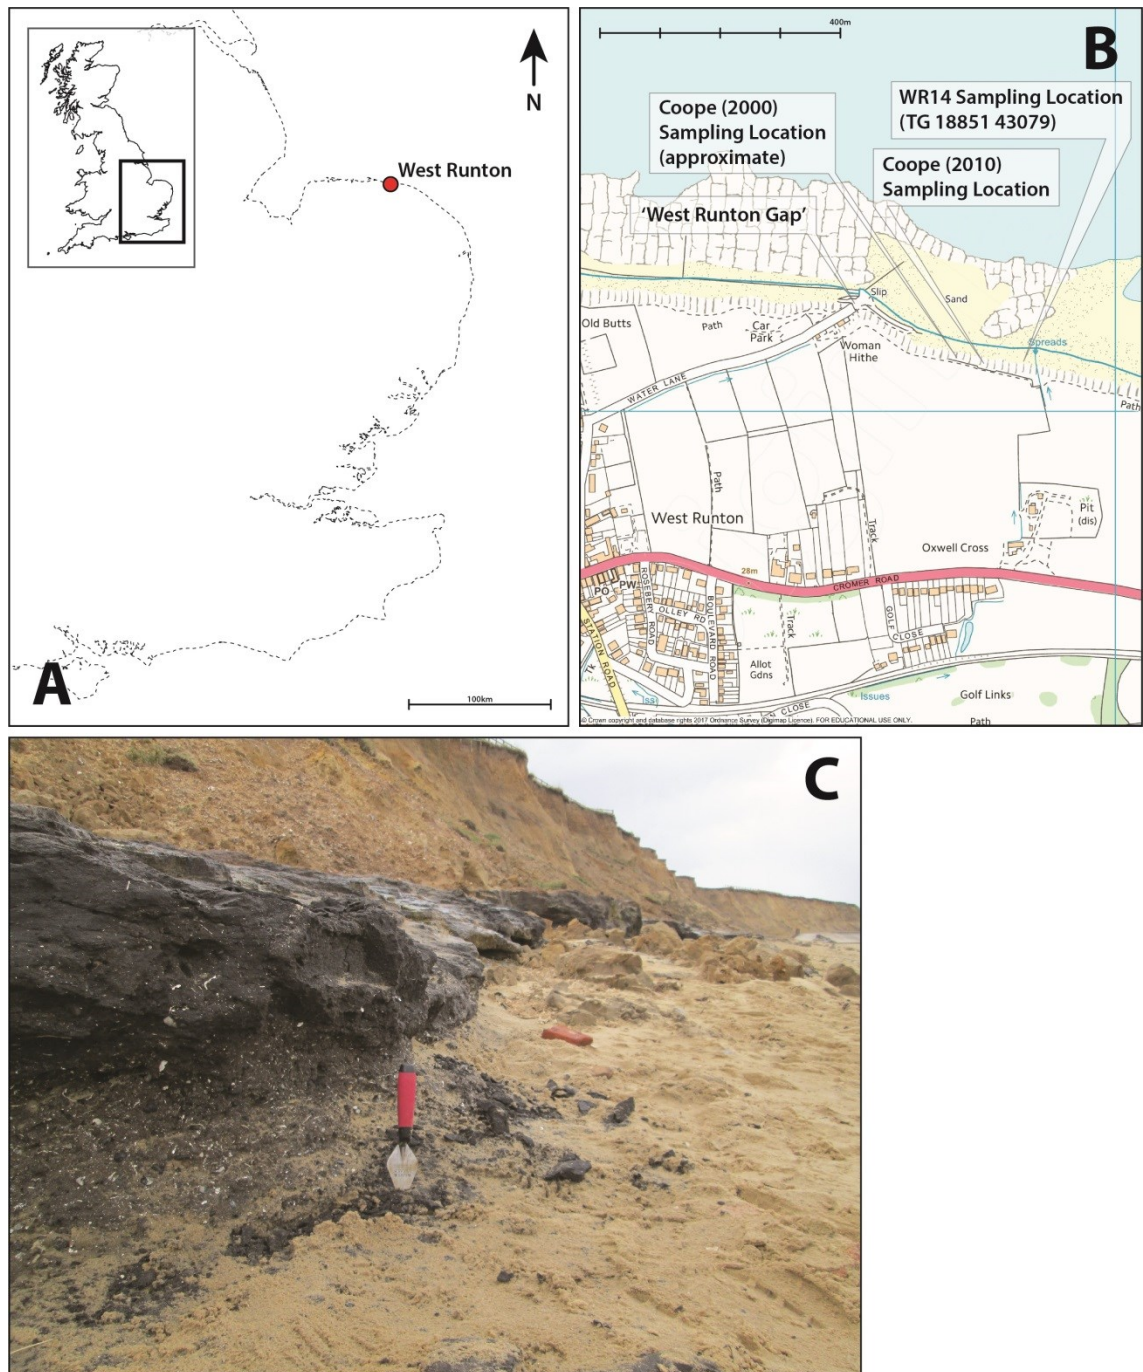 N
West Runton
A
100km
400m
B
Coope (2000)
Sampling Location
(approximate)
WR14 Sampling Location
(TG 18851 43079)
Coope (2010)
Sampling Location
'West Runton Gap'
Slip
Sand
Old Butts
Path
Car
Park
Woman
Hithe
Spreads
WATER LANE
Path
Path
West Runton
Track
Pit
(dis)
Oxwell Cross
28m
CROMER ROAD
PO
PW
ROSEBERY ROAD
OLLEY RD
BOULEVARD ROAD
Track
GOLF
CLOSE
STATION ROAD
Allot
Gdns
Tk
Iss
Issues
Golf Links
CLOSE
Path
© Crown copyright and database rights 2017 Ordnance Survey (Digimap Licence). FOR EDUCATIONAL USE ONLY.
C